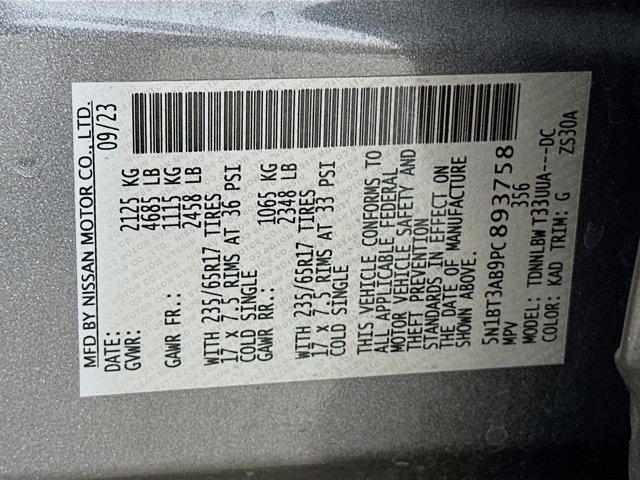 MFD BY NISSAN MOTOR CO., LTD.
DATE: 09/23
GVWR: 2125 KG
4685 LB
GAWR FR.: 1115 KG
2458 LB
WITH 235/65R17 TIRES
17 X 7.5 RIMS AT 36 PSI
COLD SINGLE
GAWR RR.: 1065 KG
2348 LB
WITH 235/65R17 TIRES
17 X 7.5 RIMS AT 33 PSI
COLD SINGLE
THIS VEHICLE CONFORMS TO
ALL APPLICABLE FEDERAL
MOTOR VEHICLE SAFETY AND
THEFT PREVENTION
STANDARDS IN EFFECT ON
THE DATE OF MANUFACTURE
SHOWN ABOVE.
5N1BT3AB9PC893758
MPV 356
MODEL: TDNNLBW T33UUA---DC
COLOR: KAD TRIM: G ZS30A